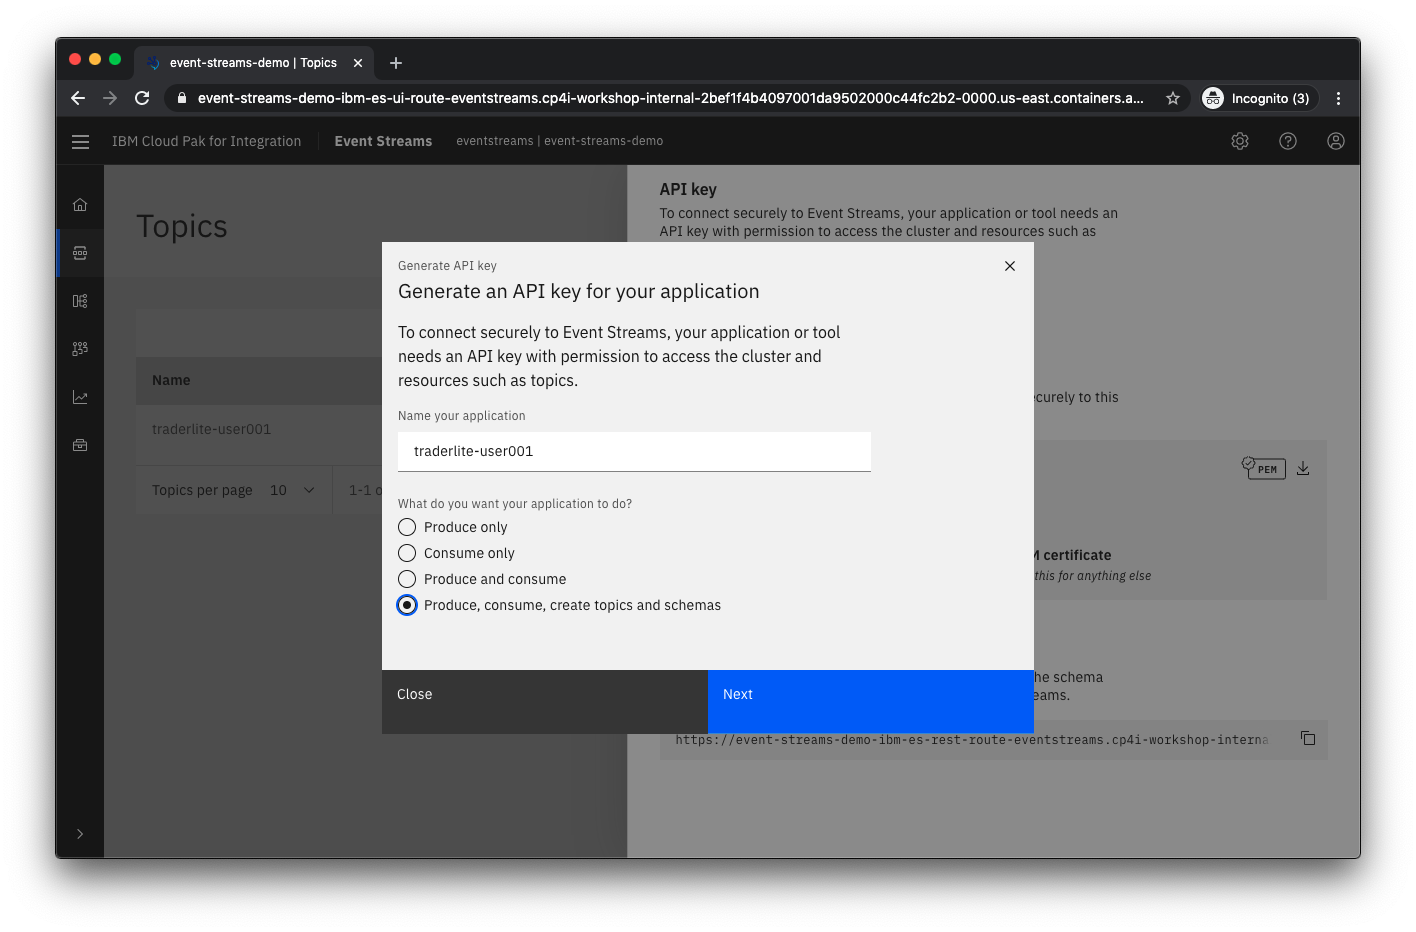 event-streams-demo | Topics
event-streams-demo-ibm-es-ui-route-eventstreams.cp4i-workshop-internal-2bef1f4b4097001da9502000c44fc2b2-0000.us-east.containers.a...
Incognito (3)
IBM Cloud Pak for Integration
Event Streams
eventstreams | event-streams-demo
Topics
Name
traderlite-user001
Topics per page 10
1-1 o
API key
To connect securely to Event Streams, your application or tool needs an
API key with permission to access the cluster and resources such as
Generate API key
Generate an API key for your application
To connect securely to Event Streams, your application or tool
needs an API key with permission to access the cluster and
resources such as topics.
Name your application
traderlite-user001
What do you want your application to do?
Produce only
Consume only
Produce and consume
Produce, consume, create topics and schemas
Close
Next
curely to this
PEM
M certificate
this for anything else
he schema
eams.
https://event-streams-demo-ibm-es-rest-route-eventstreams.cp4i-workshop-interna